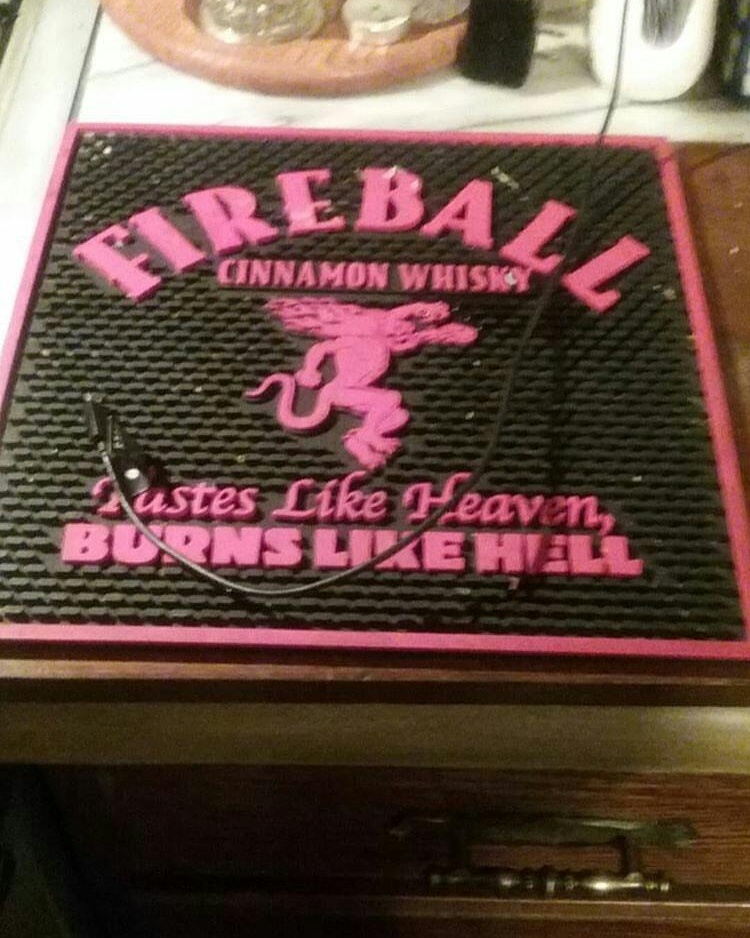 FIREBALL
CINNAMON WHISKY
Tastes Like Heaven,
BURNS LIKE HELL